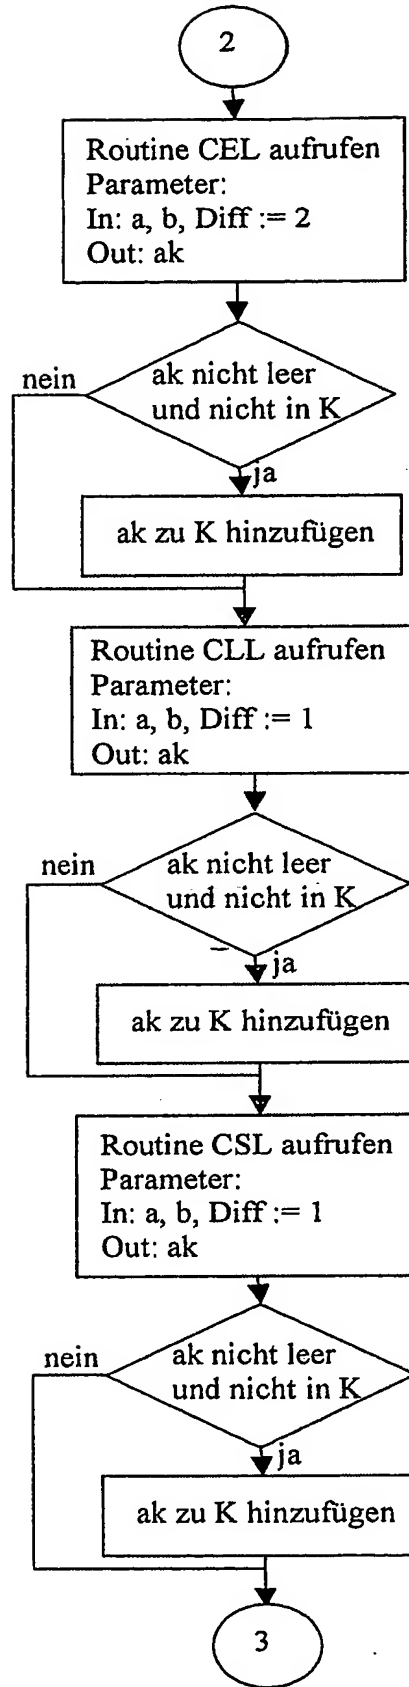 2
Routine CEL aufrufen
Parameter:
In: a, b, Diff := 2
Out: ak
nein
ak nicht leer
und nicht in K
ja
ak zu K hinzufügen
Routine CLL aufrufen
Parameter:
In: a, b, Diff := 1
Out: ak
nein
ak nicht leer
und nicht in K
ja
ak zu K hinzufügen
Routine CSL aufrufen
Parameter:
In: a, b, Diff := 1
Out: ak
nein
ak nicht leer
und nicht in K
ja
ak zu K hinzufügen
3